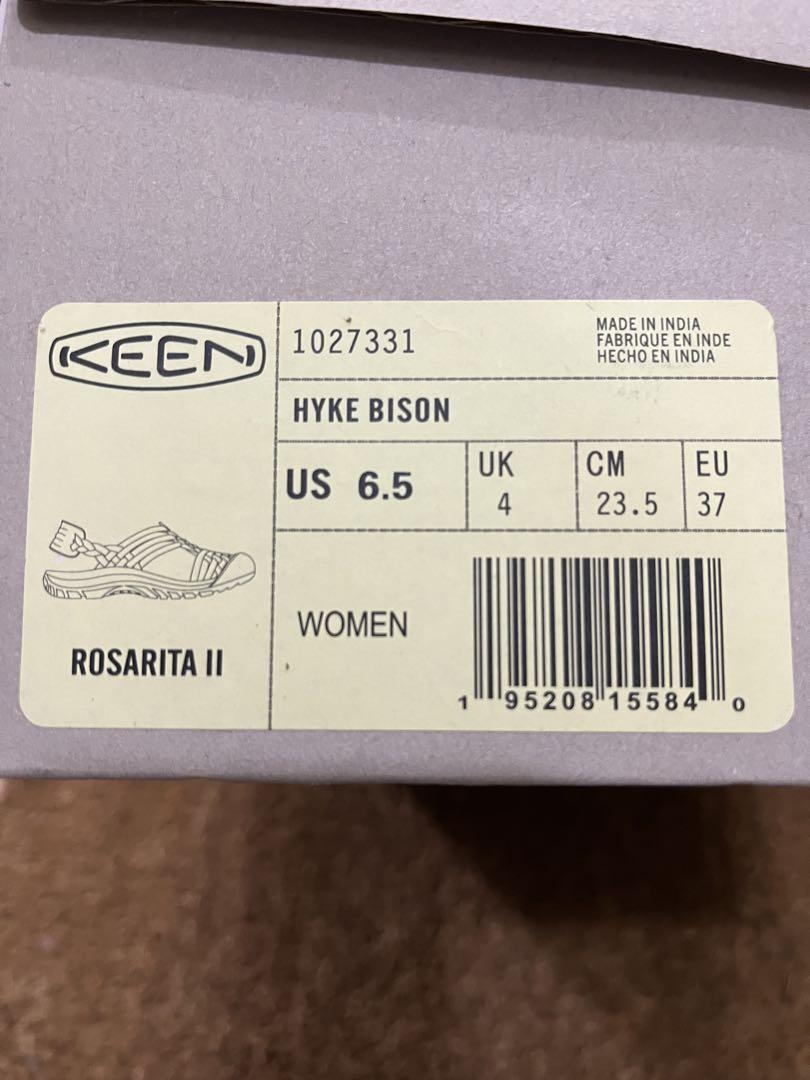 KEEN
1027331
MADE IN INDIA
FABRIQUE EN INDE
HECHO EN INDIA
HYKE BISON
US 6.5
UK 4
CM 23.5
EU 37
ROSARITA II
WOMEN
1 95208 15584 0